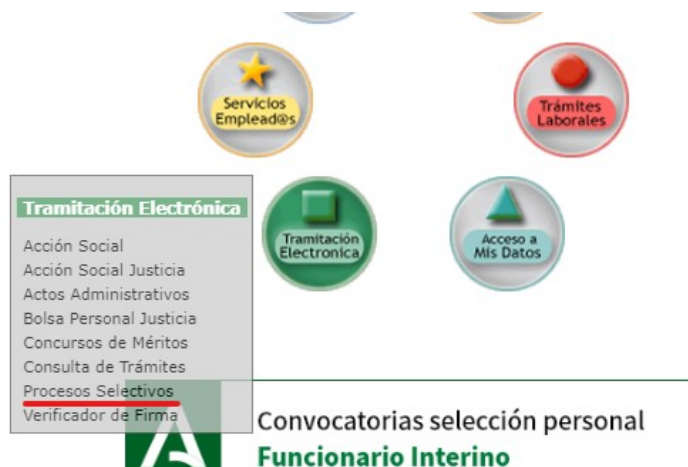 Servicios
Emplead@s
Trámites
Laborales
Tramitación Electrónica
Acción Social
Acción Social Justicia
Actos Administrativos
Bolsa Personal Justicia
Concursos de Méritos
Consulta de Trámites
Procesos Selectivos
Verificador de Firma
Tramitación
Electronica
Acceso a
Mis Datos
Convocatorias selección personal
Funcionario Interino